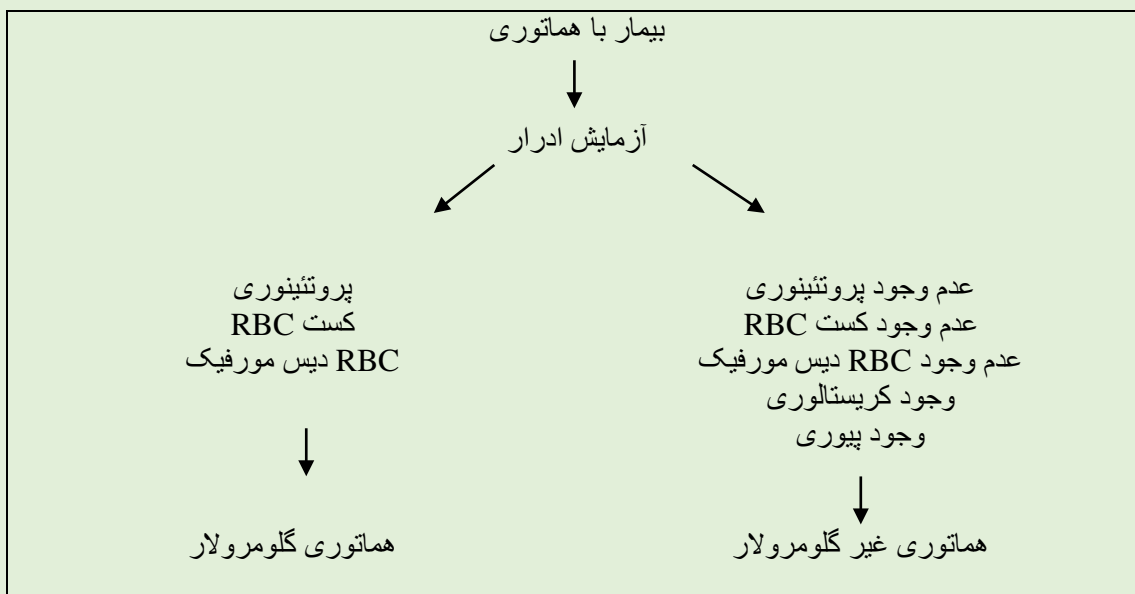 بیمار با هماتوری
آزمایش ادرار
عدم وجود پروتئینوری
عدم وجود کست RBC
عدم وجود RBC دیس مورفیک
وجود کریستالوری
وجود پیوری
هماتوری غیر گلومرولار
پروتئینوری
کست RBC
RBC دیس مورفیک
هماتوری گلومرولار